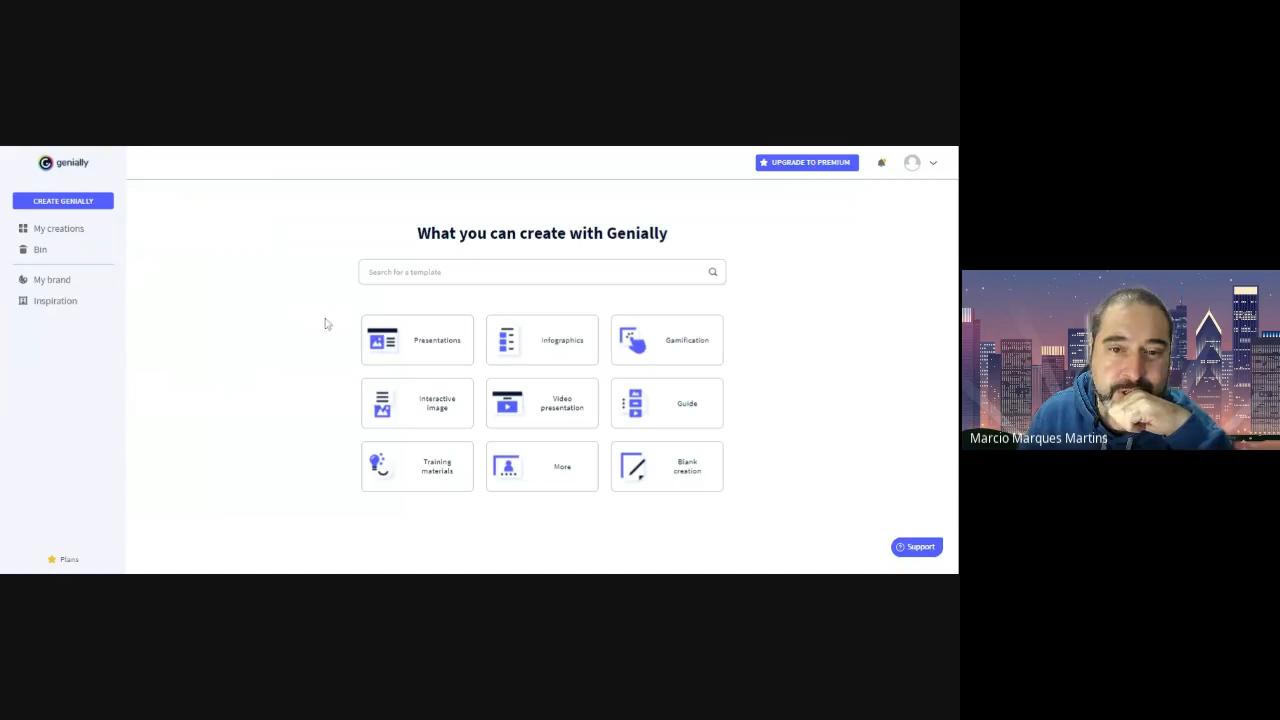 genially
UPGRADE TO PREMIUM
CREATE GENIALLY
My creations
Bin
My brand
Inspiration
Plans
What you can create with Genially
Search for a template
Presentations
Infographics
Gamification
Interactive
image
Video
presentation
Guide
Training
materials
More
Blank
creation
Support
Marcio Marques Martins